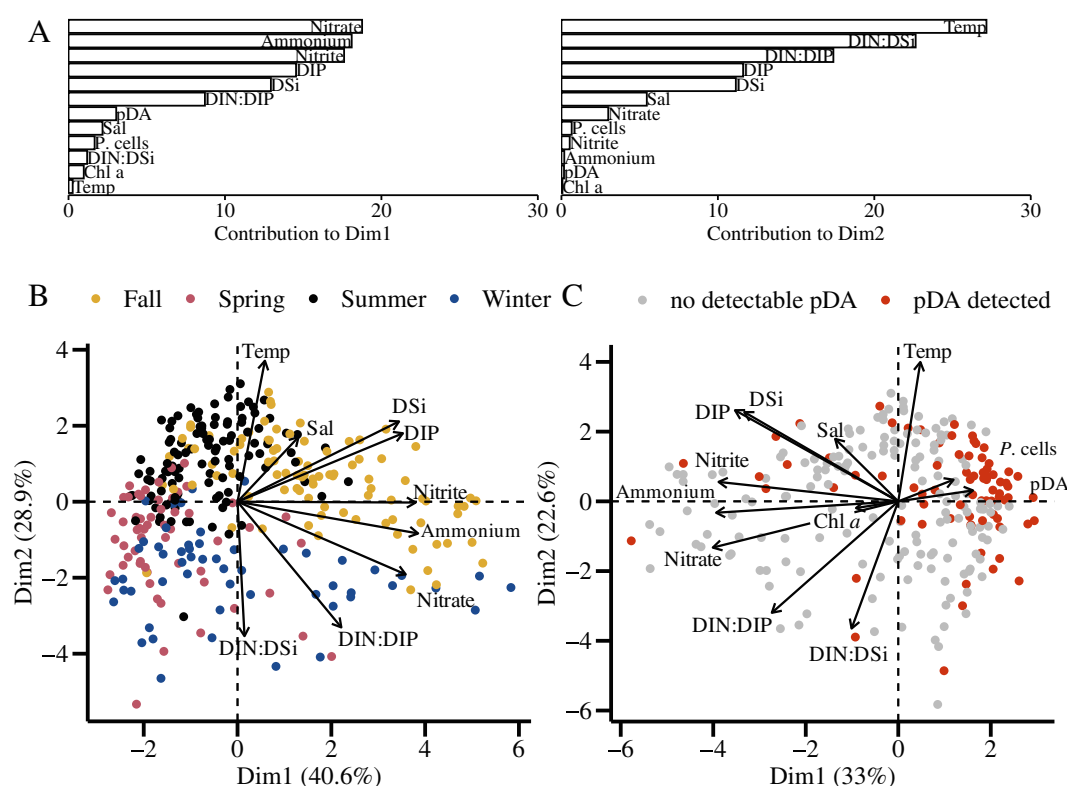 A
Nitrate
Ammonium
Nitrite
DIP
DSi
DIN:DIP
pDA
Sal
P. cells
DIN:DSi
Chl a
Temp
0 10 20 30
Contribution to Dim1
Temp
DIN:DSi
DIN:DIP
DIP
DSi
Sal
Nitrate
P. cells
Nitrite
Ammonium
pDA
Chl a
0 10 20 30
Contribution to Dim2
B Fall Spring Summer Winter
4
2
0
−2
−4
Dim2 (28.9%)
Temp
DSi
Sal
DIP
Nitrite
Ammonium
Nitrate
DIN:DIP
DIN:DSi
−2 0 2 4 6
Dim1 (40.6%)
C no detectable pDA pDA detected
4
2
0
−2
−4
−6
Dim2 (22.6%)
Temp
DSi
DIP
Sal
P. cells
Nitrite
pDA
Ammonium
Chl a
Nitrate
DIN:DIP
DIN:DSi
−6 −4 −2 0 2
Dim1 (33%)